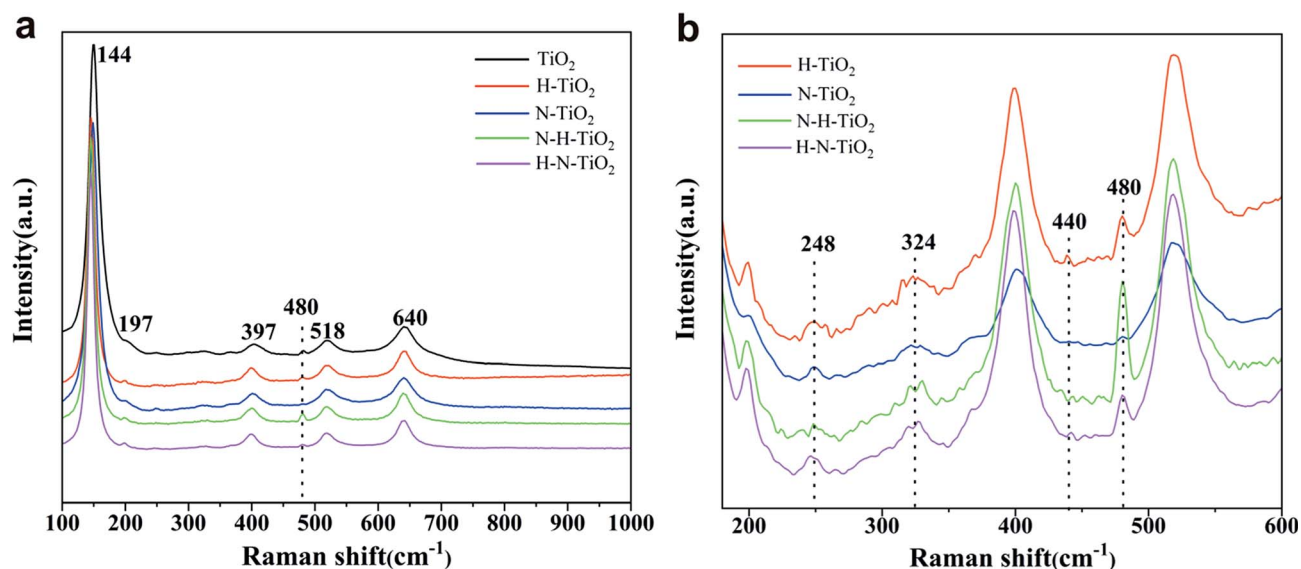 a
144
197
397
480
518
640
TiO₂
H-TiO₂
N-TiO₂
N-H-TiO₂
H-N-TiO₂
Intensity(a.u.)
100 200 300 400 500 600 700 800 900 1000
Raman shift(cm⁻¹)
b
H-TiO₂
N-TiO₂
N-H-TiO₂
H-N-TiO₂
248
324
440
480
Intensity(a.u.)
200 300 400 500 600
Raman shift(cm⁻¹)